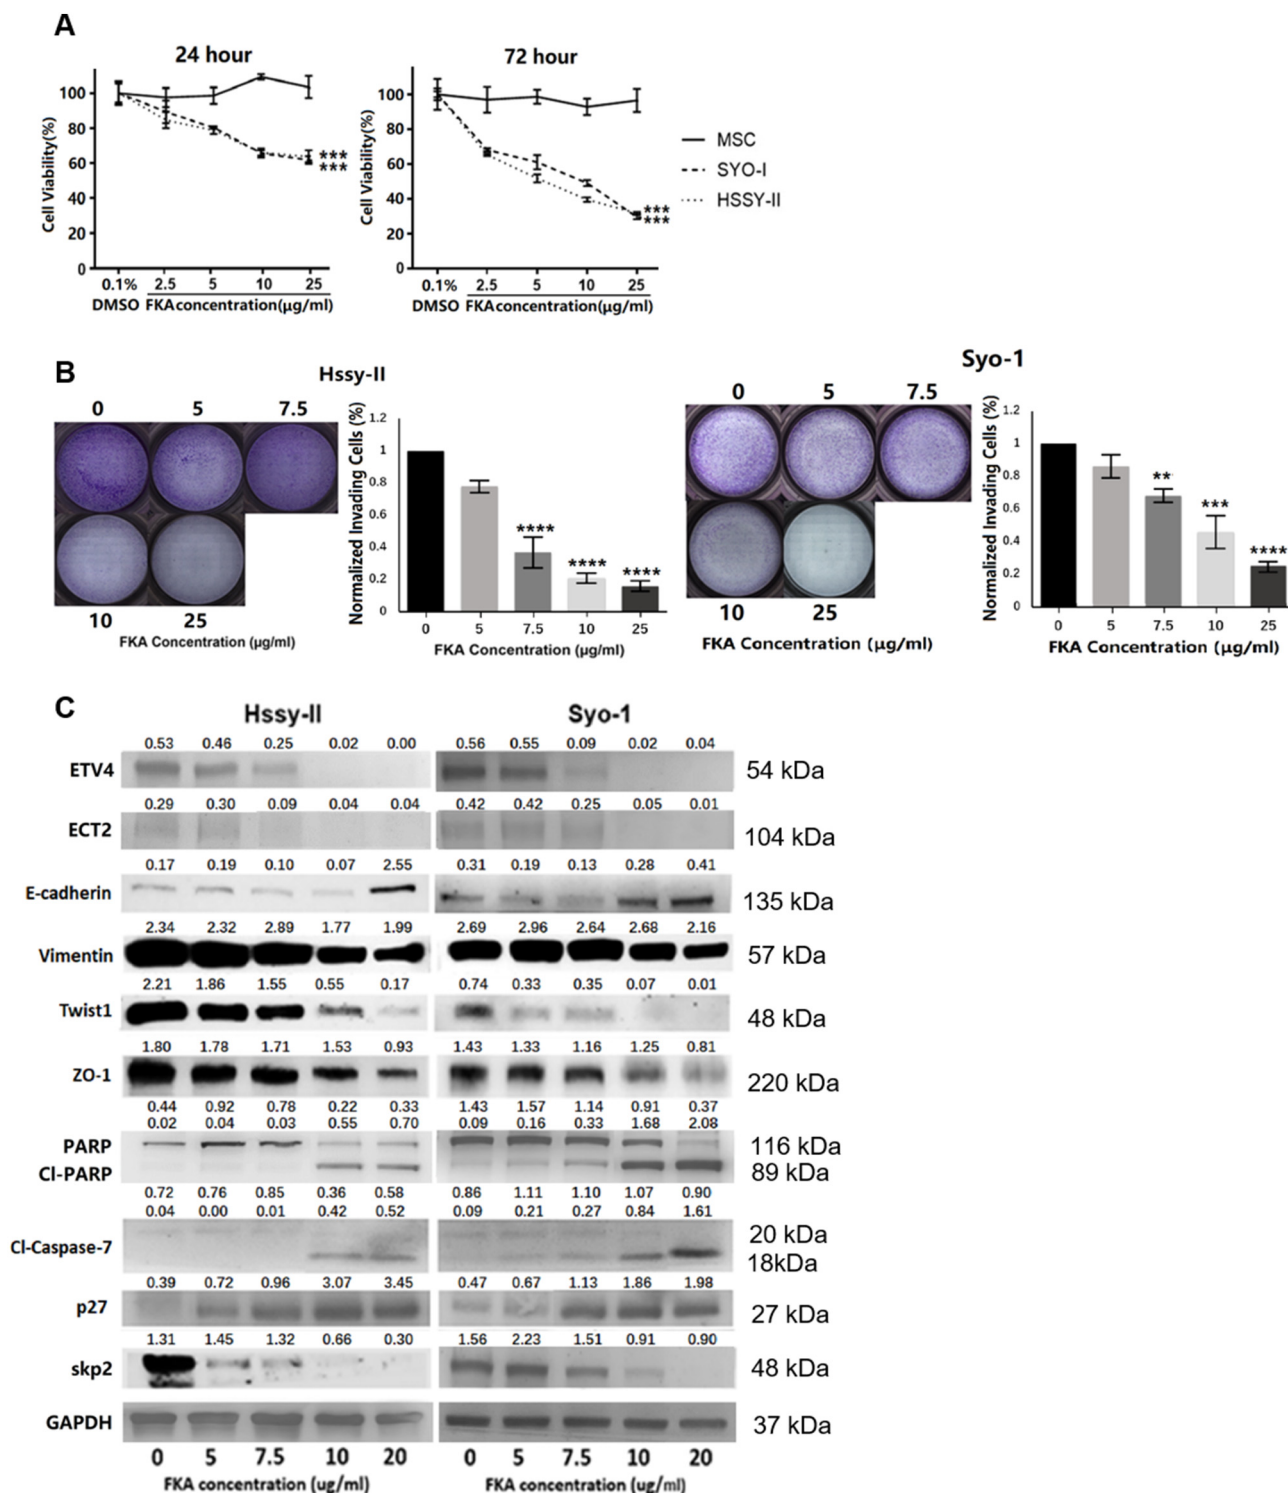 A
24 hour
72 hour
Cell Viability(%)
100
80
60
40
20
0
***
***
0.1% 2.5 5 10 25
DMSO FKAconcentration(μg/ml)
Cell Viability(%)
100
80
60
40
20
0
***
***
0.1% 2.5 5 10 25
DMSO FKAconcentration(μg/ml)
MSC
SYO-I
HSSY-II
B
Hssy-II
0 5 7.5
10 25
FKA Concentration (μg/ml)
Normalized Invading Cells (%)
1.2
1
0.8
0.6
0.4
0.2
0
****
****
****
0 5 7.5 10 25
FKA Concentration (μg/ml)
Syo-1
0 5 7.5
10 25
FKA Concentration (μg/ml)
Normalized Invading Cells (%)
1.2
1
0.8
0.6
0.4
0.2
0
**
***
****
0 5 7.5 10 25
FKA Concentration (μg/ml)
C
Hssy-II Syo-1
0.53 0.46 0.25 0.02 0.00 0.56 0.55 0.09 0.02 0.04
ETV4 54 kDa
0.29 0.30 0.09 0.04 0.04 0.42 0.42 0.25 0.05 0.01
ECT2 104 kDa
0.17 0.19 0.10 0.07 2.55 0.31 0.19 0.13 0.28 0.41
E-cadherin 135 kDa
2.34 2.32 2.89 1.77 1.99 2.69 2.96 2.64 2.68 2.16
Vimentin 57 kDa
2.21 1.86 1.55 0.55 0.17 0.74 0.33 0.35 0.07 0.01
Twist1 48 kDa
1.80 1.78 1.71 1.53 0.93 1.43 1.33 1.16 1.25 0.81
ZO-1 220 kDa
0.44 0.92 0.78 0.22 0.33 1.43 1.57 1.14 0.91 0.37
0.02 0.04 0.03 0.55 0.70 0.09 0.16 0.33 1.68 2.08
PARP 116 kDa
Cl-PARP 89 kDa
0.72 0.76 0.85 0.36 0.58 0.86 1.11 1.10 1.07 0.90
0.04 0.00 0.01 0.42 0.52 0.09 0.21 0.27 0.84 1.61
20 kDa
Cl-Caspase-7 18kDa
0.39 0.72 0.96 3.07 3.45 0.47 0.67 1.13 1.86 1.98
p27 27 kDa
1.31 1.45 1.32 0.66 0.30 1.56 2.23 1.51 0.91 0.90
skp2 48 kDa
GAPDH 37 kDa
0 5 7.5 10 20 0 5 7.5 10 20
FKA concentration (ug/ml) FKA concentration (ug/ml)